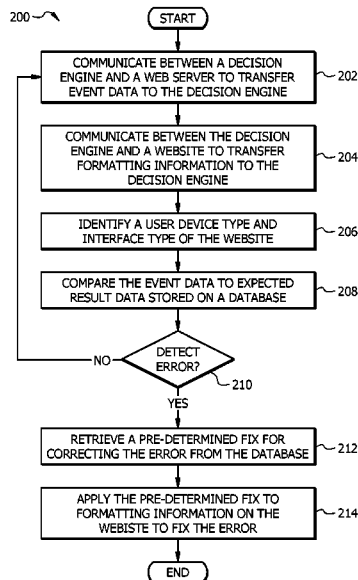 200
START
COMMUNICATE BETWEEN A DECISION
ENGINE AND A WEB SERVER TO TRANSFER
EVENT DATA TO THE DECISION ENGINE
202
COMMUNICATE BETWEEN THE DECISION
ENGINE AND A WEBSITE TO TRANSFER
FORMATTING INFORMATION TO THE
DECISION ENGINE
204
IDENTIFY A USER DEVICE TYPE AND
INTERFACE TYPE OF THE WEBSITE
206
COMPARE THE EVENT DATA TO EXPECTED
RESULT DATA STORED ON A DATABASE
208
DETECT
ERROR?
210
NO
YES
RETRIEVE A PRE-DETERMINED FIX FOR
CORRECTING THE ERROR FROM THE DATABASE
212
APPLY THE PRE-DETERMINED FIX TO
FORMATTING INFORMATION ON THE
WEBISTE TO FIX THE ERROR
214
END